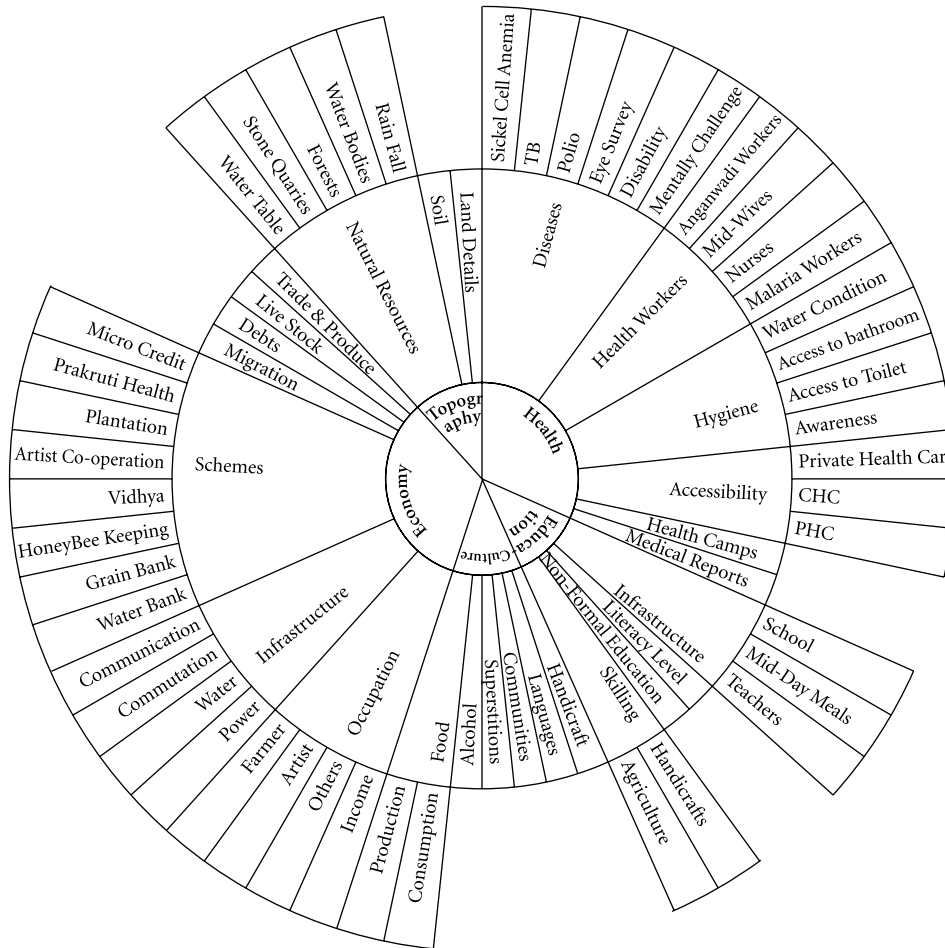 Topogr
aphy
Health
Educa-
tion
Culture
Economy
Land Details
Soil
Natural Resources
Rain Fall
Water Bodies
Forests
Stone Quaries
Water Table
Diseases
Sickel Cell Anemia
TB
Polio
Eye Survey
Disability
Mentally Challenge
Health Workers
Anganwadi Workers
Mid-Wives
Nurses
Malaria Workers
Hygiene
Water Condition
Access to bathroom
Access to Toilet
Awareness
Accessibility
Private Health Car
CHC
PHC
Health Camps
Medical Reports
Infrastructure
School
Mid-Day Meals
Teachers
Literacy Level
Non-Formal Education
Skilling
Handicrafts
Agriculture
Handicraft
Languages
Communities
Superstitions
Alcohol
Food
Consumption
Production
Occupation
Income
Others
Artist
Farmer
Infrastructure
Power
Water
Commutation
Communication
Schemes
Water Bank
Grain Bank
HoneyBee Keeping
Vidhya
Artist Co-operation
Plantation
Prakruti Health
Micro Credit
Migration
Debts
Live Stock
Trade & Produce